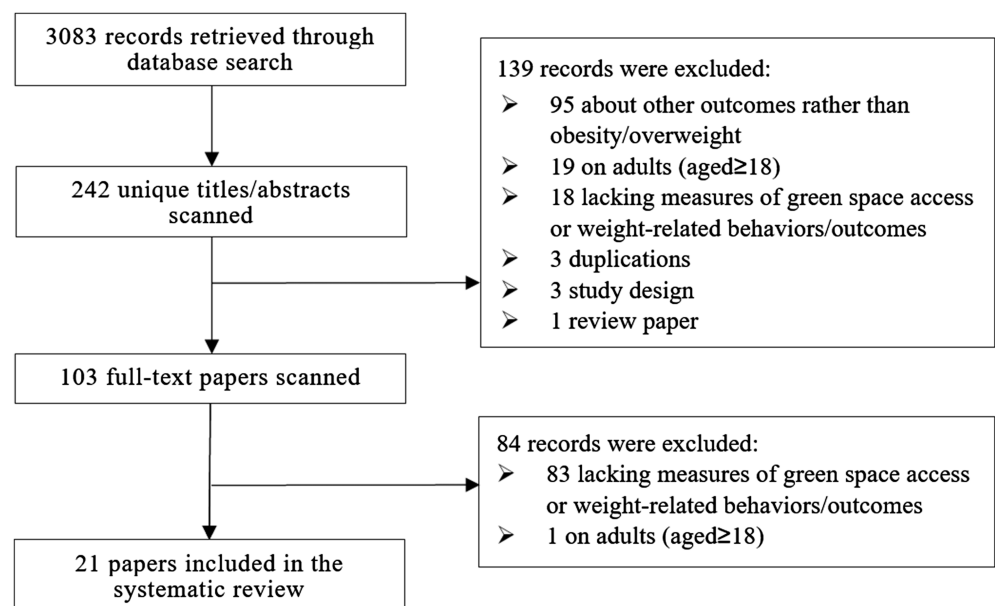 3083 records retrieved through
database search
139 records were excluded:
➢ 95 about other outcomes rather than
obesity/overweight
➢ 19 on adults (aged≥18)
➢ 18 lacking measures of green space access
or weight-related behaviors/outcomes
➢ 3 duplications
➢ 3 study design
➢ 1 review paper
242 unique titles/abstracts
scanned
103 full-text papers scanned
84 records were excluded:
➢ 83 lacking measures of green space access
or weight-related behaviors/outcomes
➢ 1 on adults (aged≥18)
21 papers included in the
systematic review